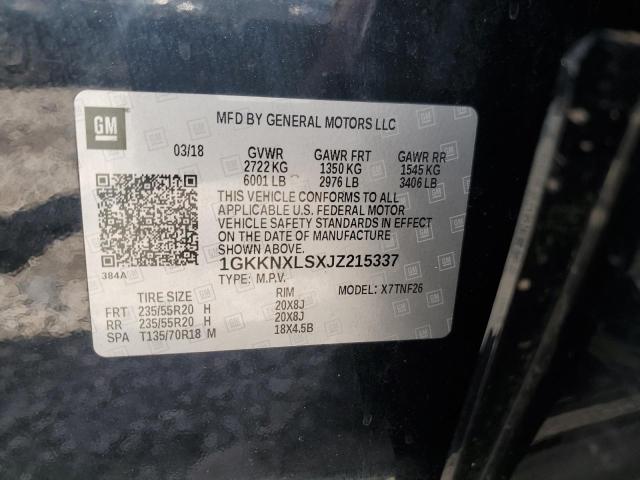 GM
MFD BY GENERAL MOTORS LLC
03/18 GVWR GAWR FRT GAWR RR
2722 KG 1350 KG 1545 KG
6001 LB 2976 LB 3406 LB
THIS VEHICLE CONFORMS TO ALL
APPLICABLE U.S. FEDERAL MOTOR
VEHICLE SAFETY STANDARDS IN EFFECT
ON THE DATE OF MANUFACTURE
SHOWN ABOVE.
384A 1GKKNXLSXJZ215337
TYPE: M.P.V. MODEL: X7TNF26
TIRE SIZE RIM
FRT 235/55R20 H 20X8J
RR 235/55R20 H 20X8J
SPA T135/70R18 M 18X4.5B